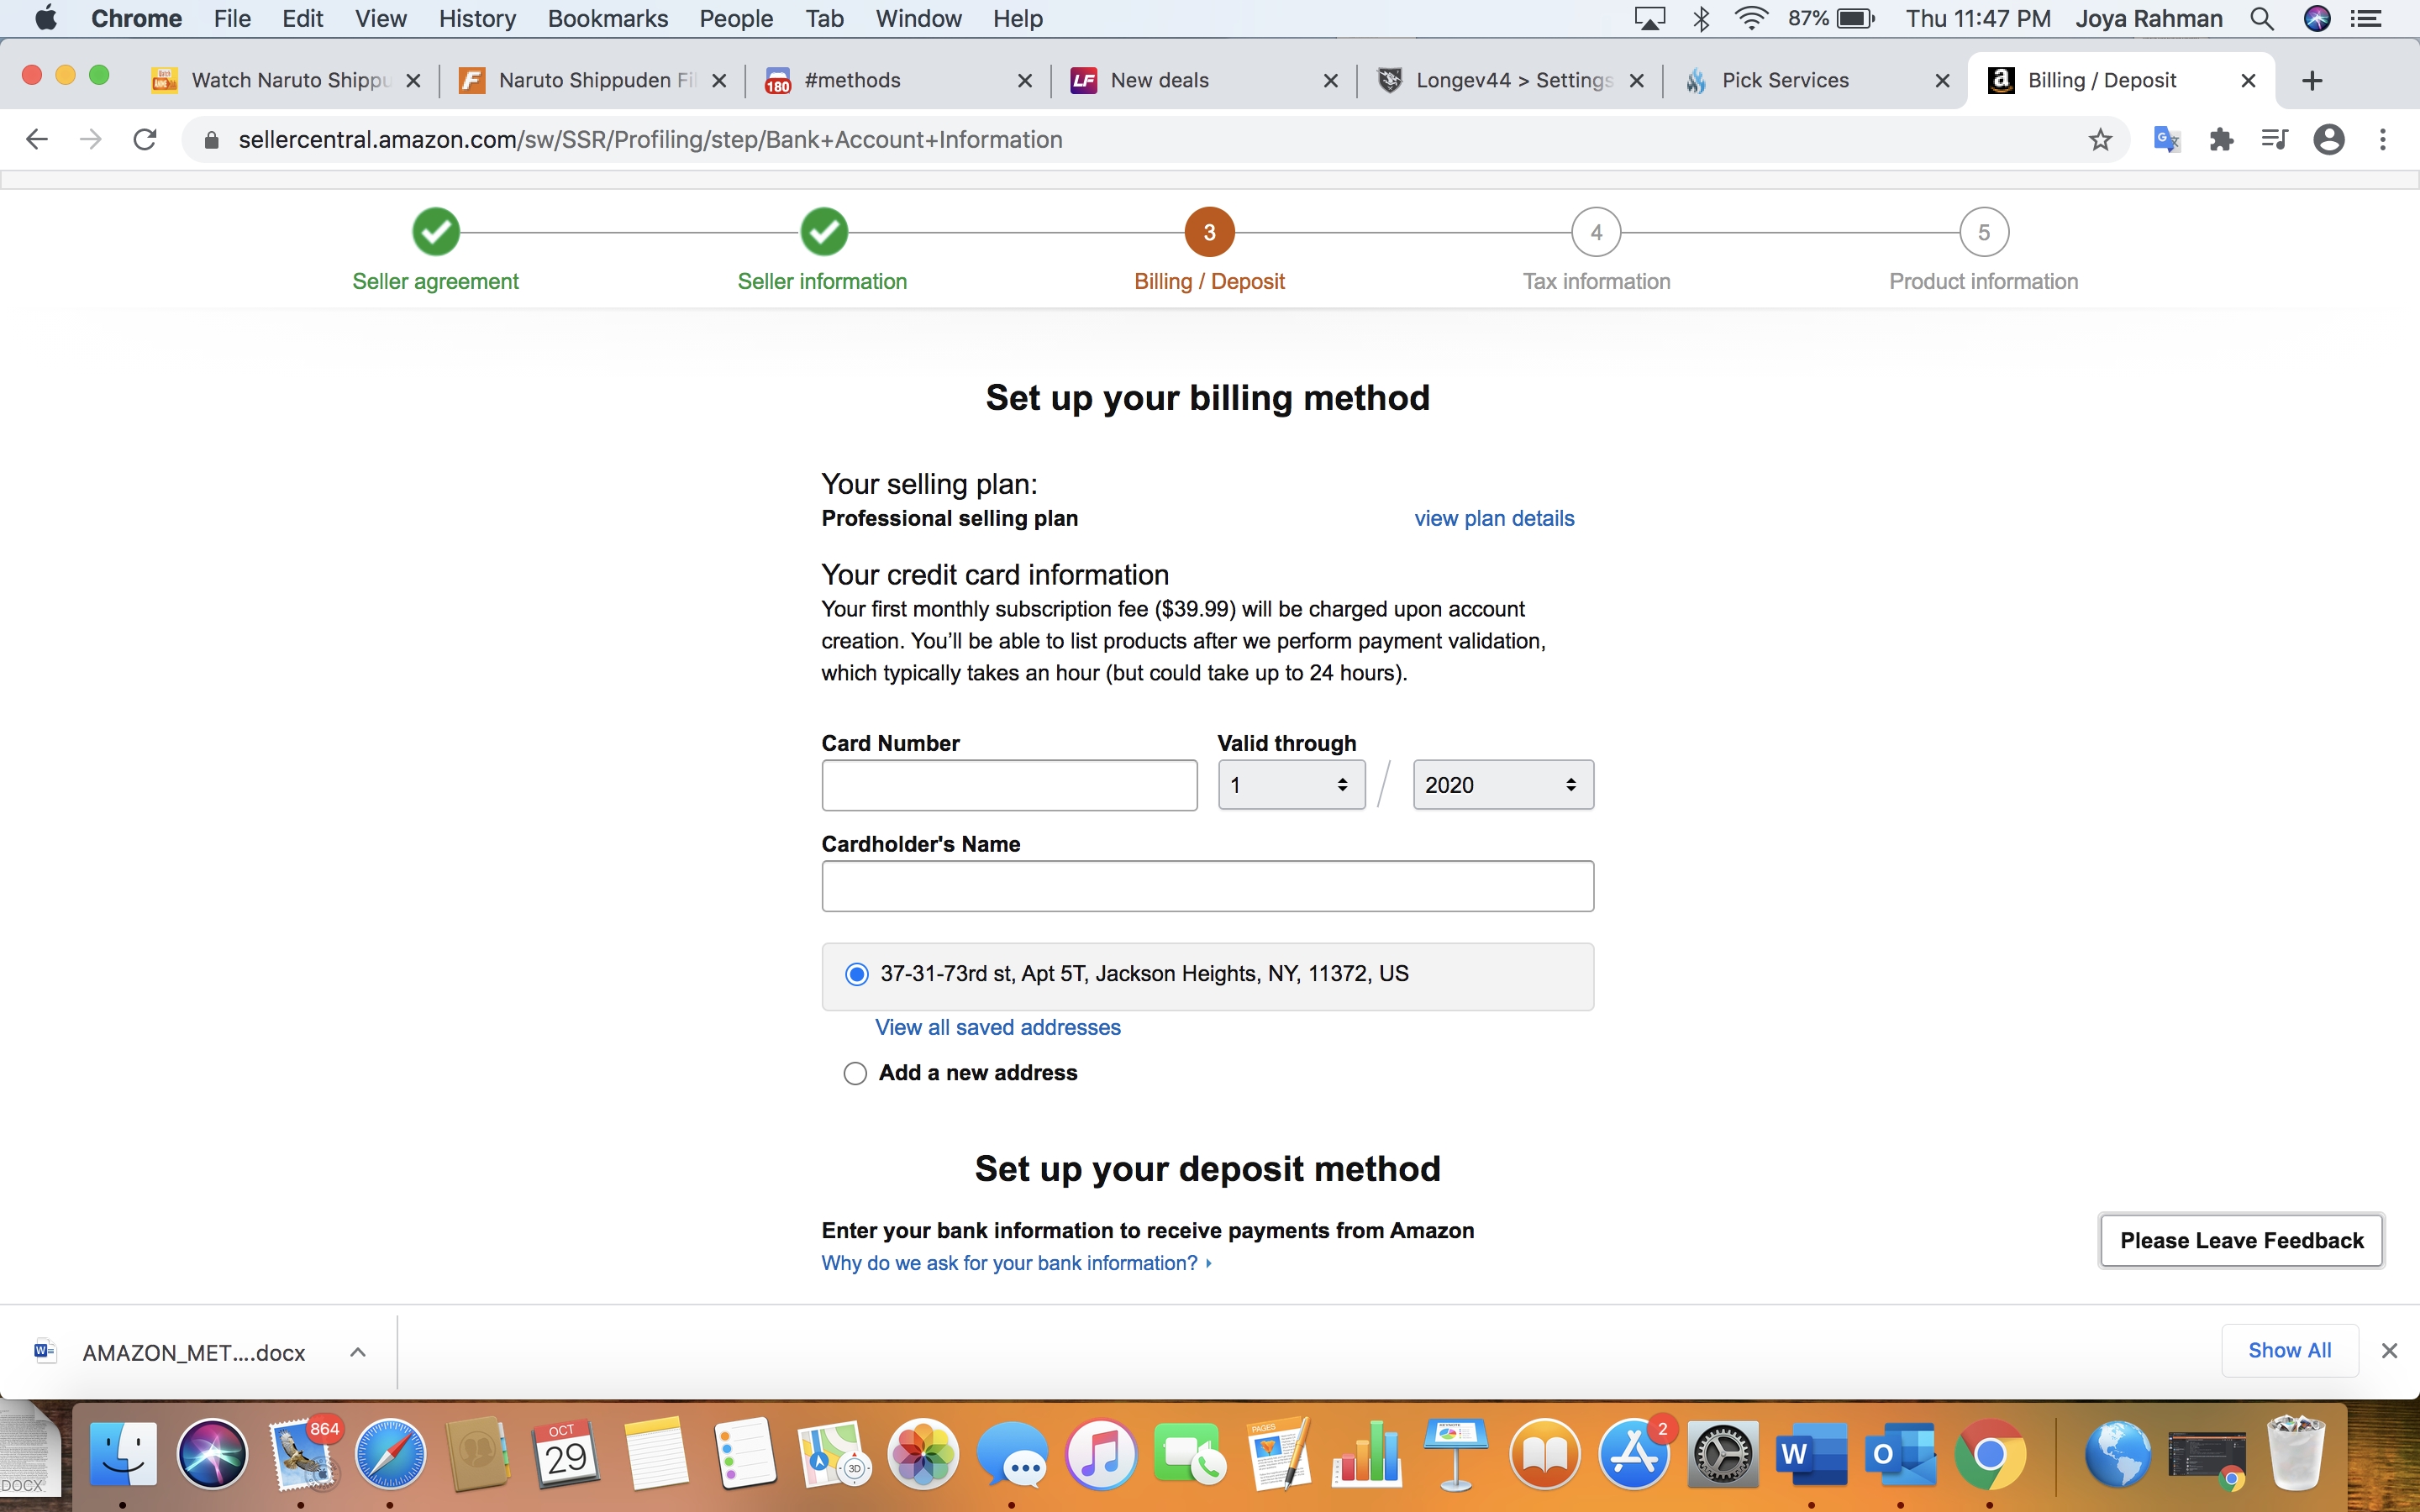 Chrome File Edit View History Bookmarks People Tab Window Help 87% Thu 11:47 PM Joya Rahman
Watch Naruto Shippu Naruto Shippuden Fil 180 #methods LF New deals Longev44 > Settings Pick Services a Billing / Deposit
sellercentral.amazon.com/sw/SSR/Profiling/step/Bank+Account+Information
3 4 5
Seller agreement Seller information Billing / Deposit Tax information Product information
Set up your billing method
Your selling plan:
Professional selling plan view plan details
Your credit card information
Your first monthly subscription fee ($39.99) will be charged upon account
creation. You’ll be able to list products after we perform payment validation,
which typically takes an hour (but could take up to 24 hours).
Card Number Valid through
1 / 2020
Cardholder's Name
37-31-73rd st, Apt 5T, Jackson Heights, NY, 11372, US
View all saved addresses
Add a new address
Set up your deposit method
Enter your bank information to receive payments from Amazon
Why do we ask for your bank information?
Please Leave Feedback
AMAZON_MET....docx Show All
864 OCT 29 3D PAGES 2 W O
DOCX